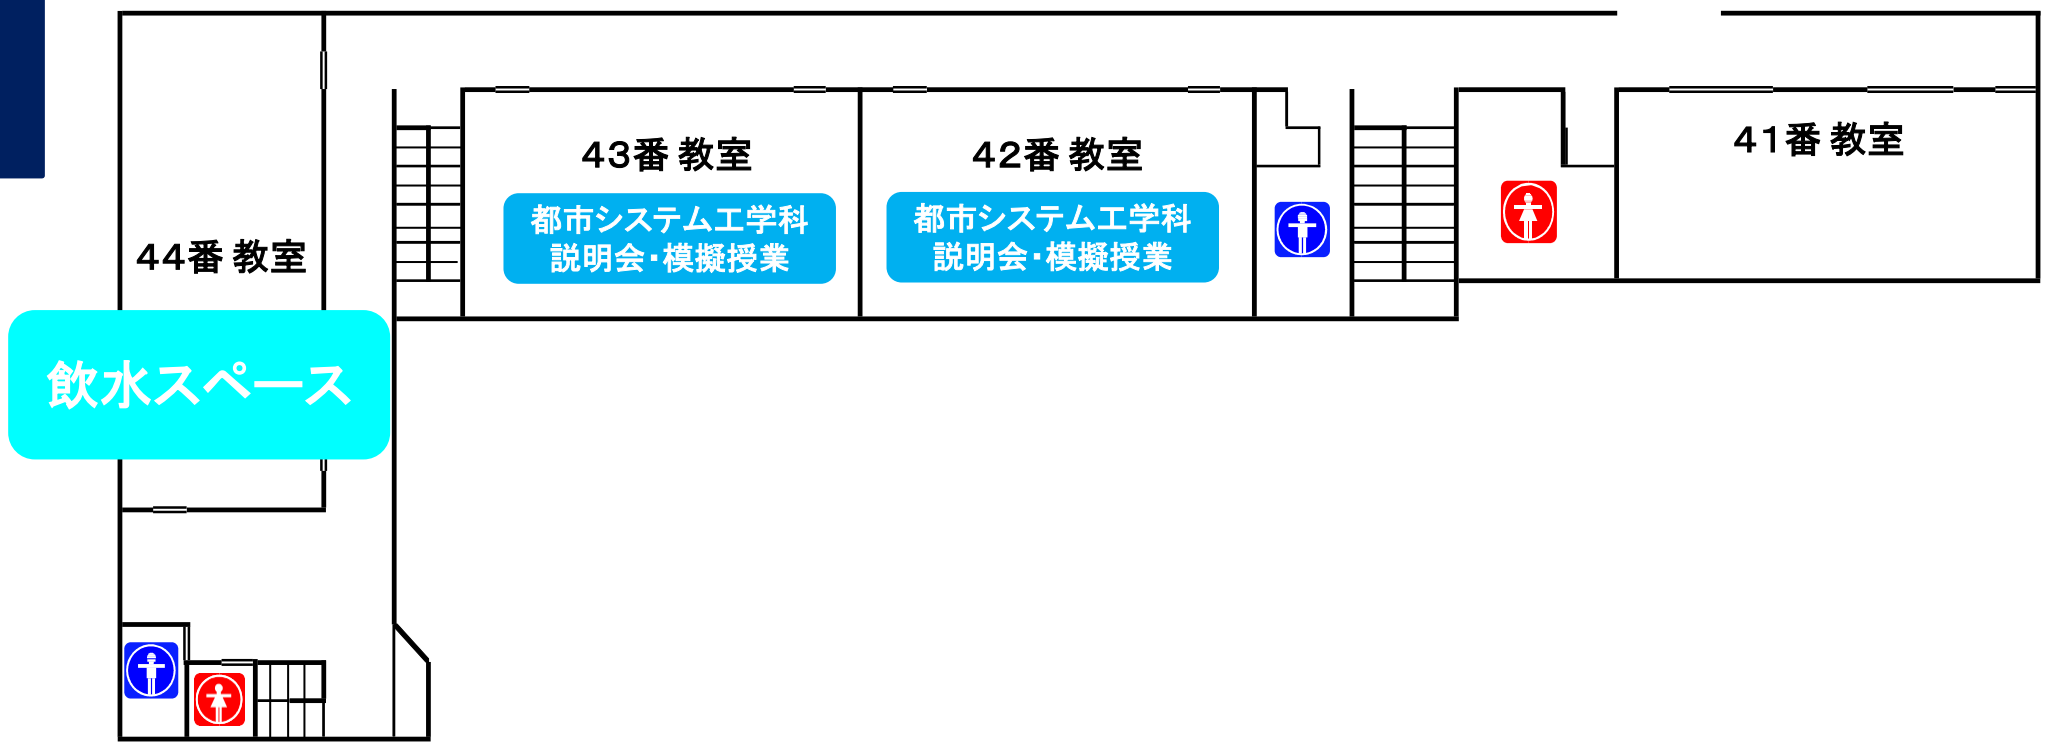 43番 教室
都市システム工学科
説明会・模擬授業
42番 教室
都市システム工学科
説明会・模擬授業
41番 教室
44番 教室
飲水スペース